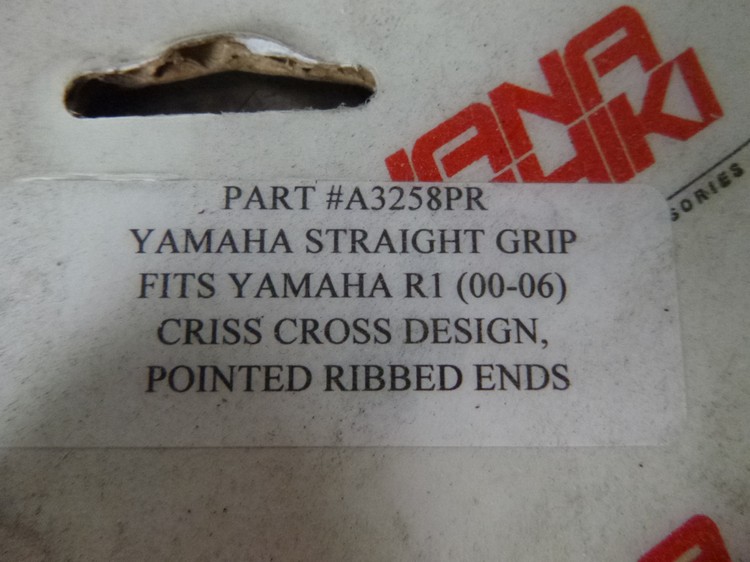 PART #A3258PR
YAMAHA STRAIGHT GRIP
FITS YAMAHA R1 (00-06)
CRISS CROSS DESIGN,
POINTED RIBBED ENDS